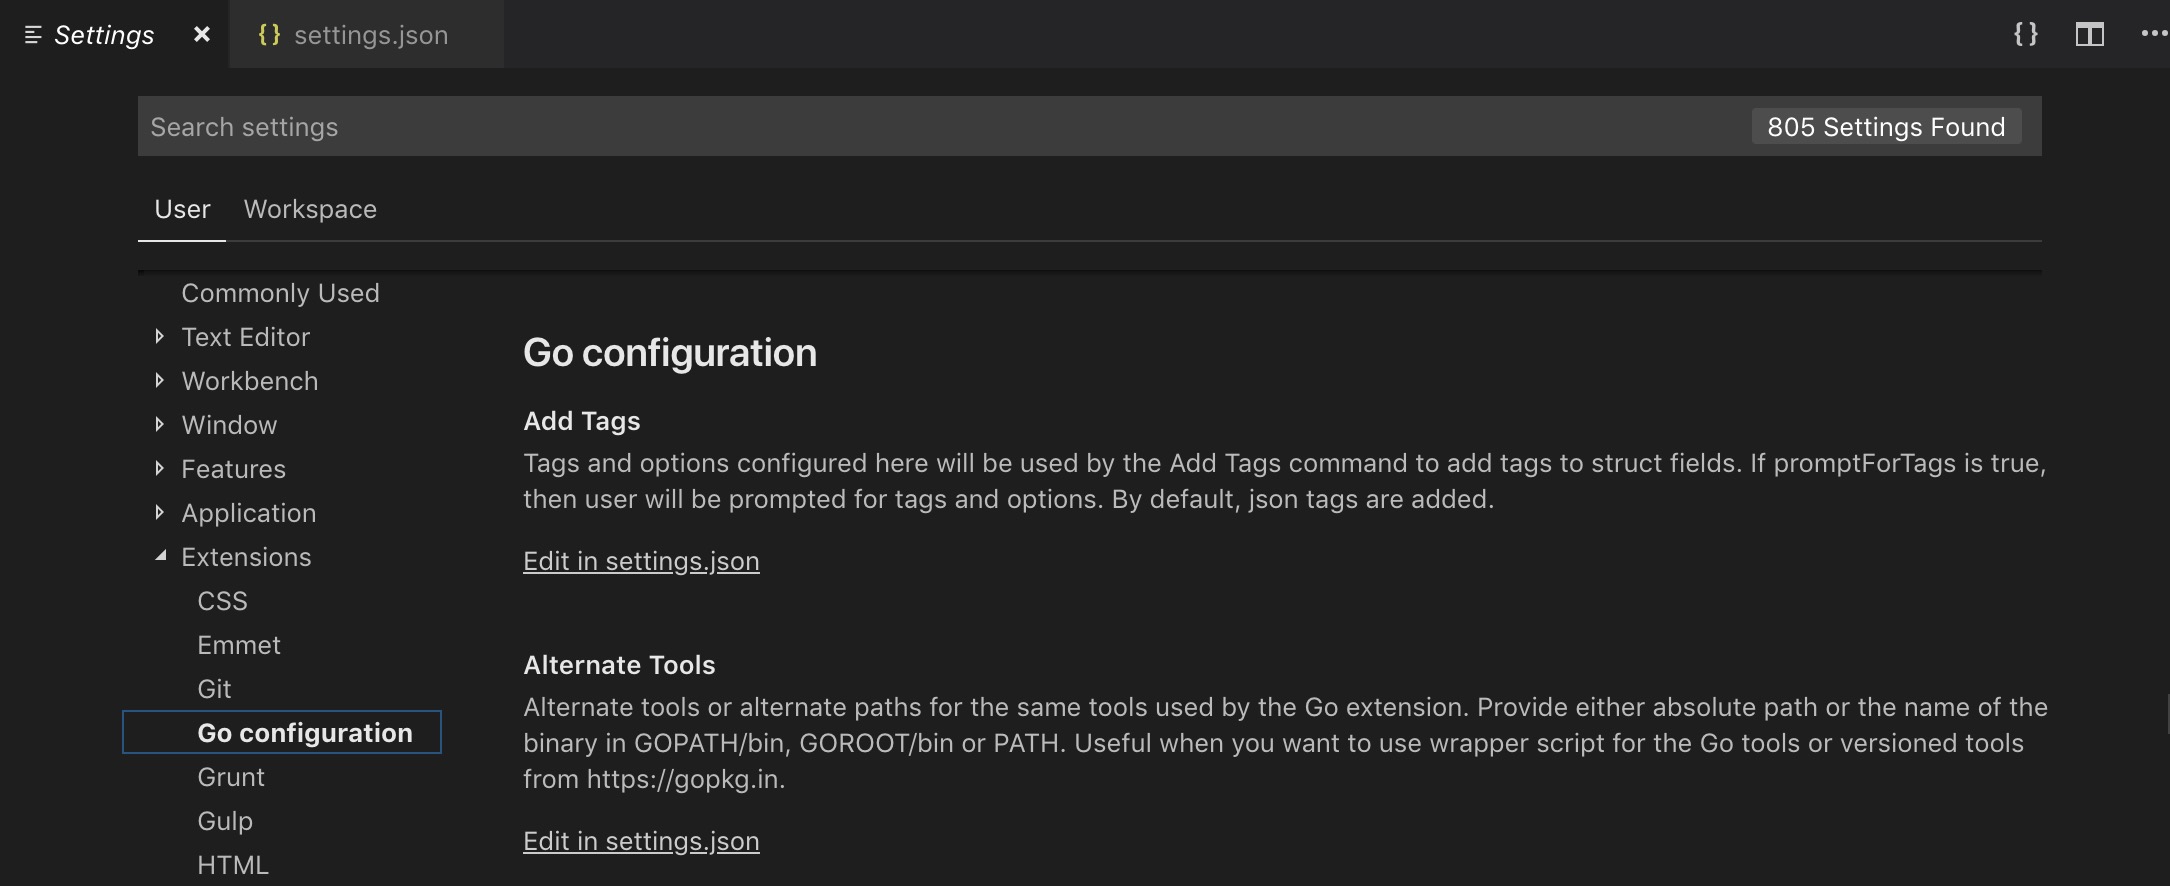 Settings
{} settings.json
{}
Search settings
805 Settings Found
User Workspace
Commonly Used
Text Editor
Workbench
Window
Features
Application
Extensions
CSS
Emmet
Git
Go configuration
Grunt
Gulp
HTML
Go configuration
Add Tags
Tags and options configured here will be used by the Add Tags command to add tags to struct fields. If promptForTags is true,
then user will be prompted for tags and options. By default, json tags are added.
Edit in settings.json
Alternate Tools
Alternate tools or alternate paths for the same tools used by the Go extension. Provide either absolute path or the name of the
binary in GOPATH/bin, GOROOT/bin or PATH. Useful when you want to use wrapper script for the Go tools or versioned tools
from https://gopkg.in.
Edit in settings.json